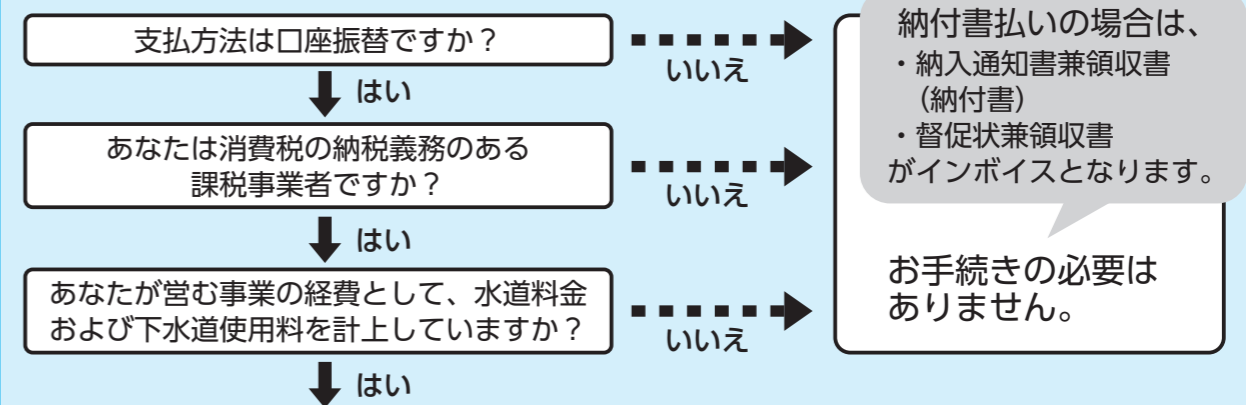 支払方法は口座振替ですか？
いいえ
はい
あなたは消費税の納税義務のある
課税事業者ですか？
いいえ
はい
あなたが営む事業の経費として、水道料金
および下水道使用料を計上していますか？
いいえ
はい
納付書払いの場合は、
・納入通知書兼領収書
（納付書）
・督促状兼領収書
がインボイスとなります。
お手続きの必要は
ありません。